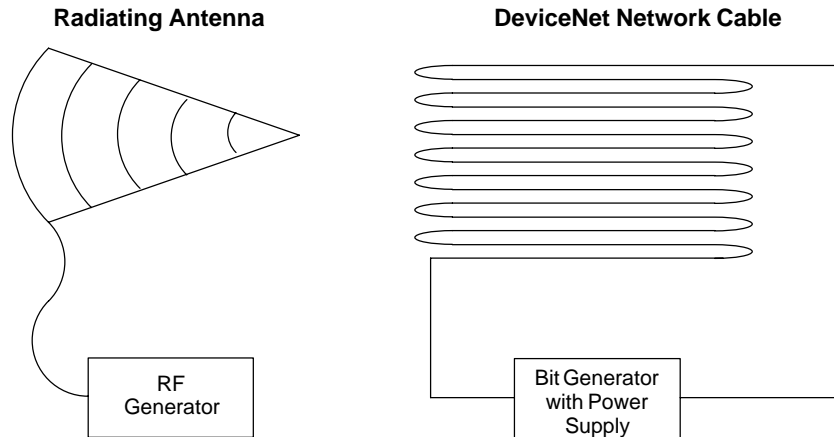 Radiating Antenna
DeviceNet Network Cable
RF
Generator
Bit Generator
with Power
Supply